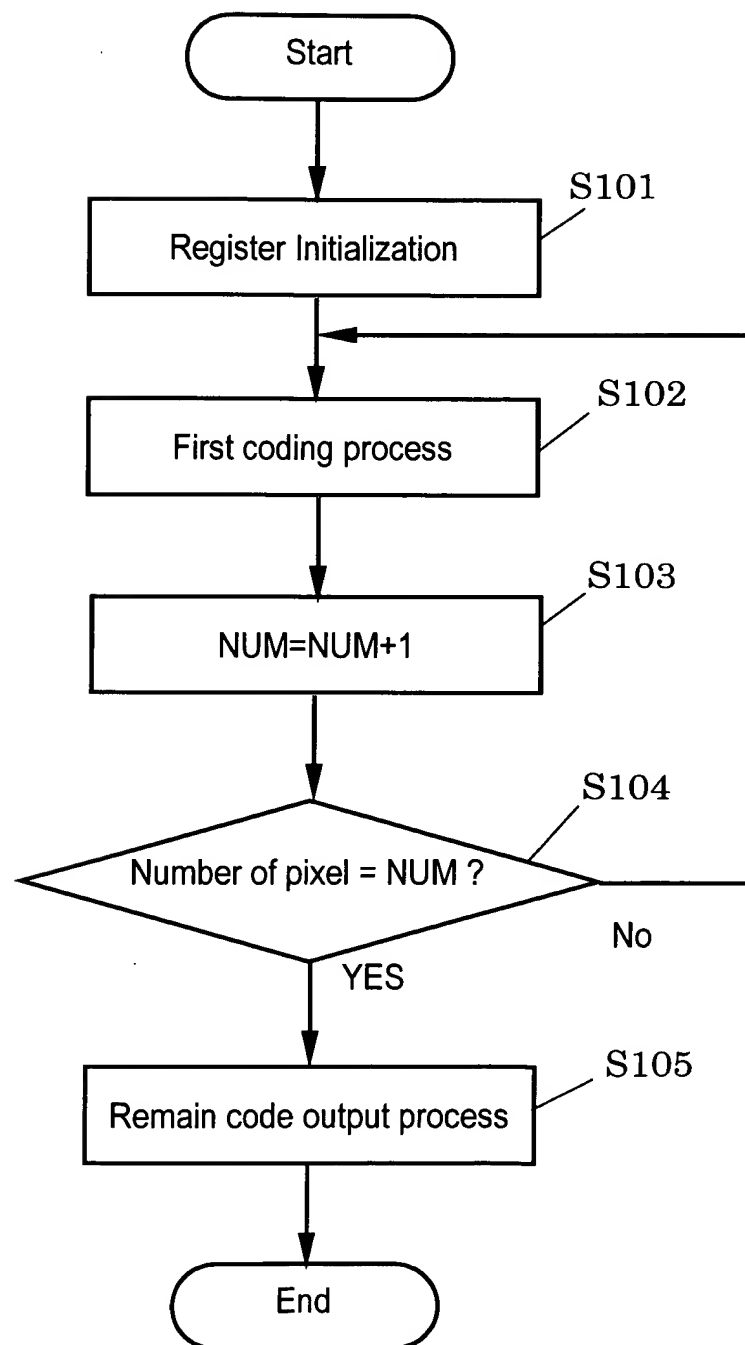 Start
S101
Register Initialization
S102
First coding process
S103
NUM=NUM+1
S104
Number of pixel = NUM ?
No
YES
S105
Remain code output process
End